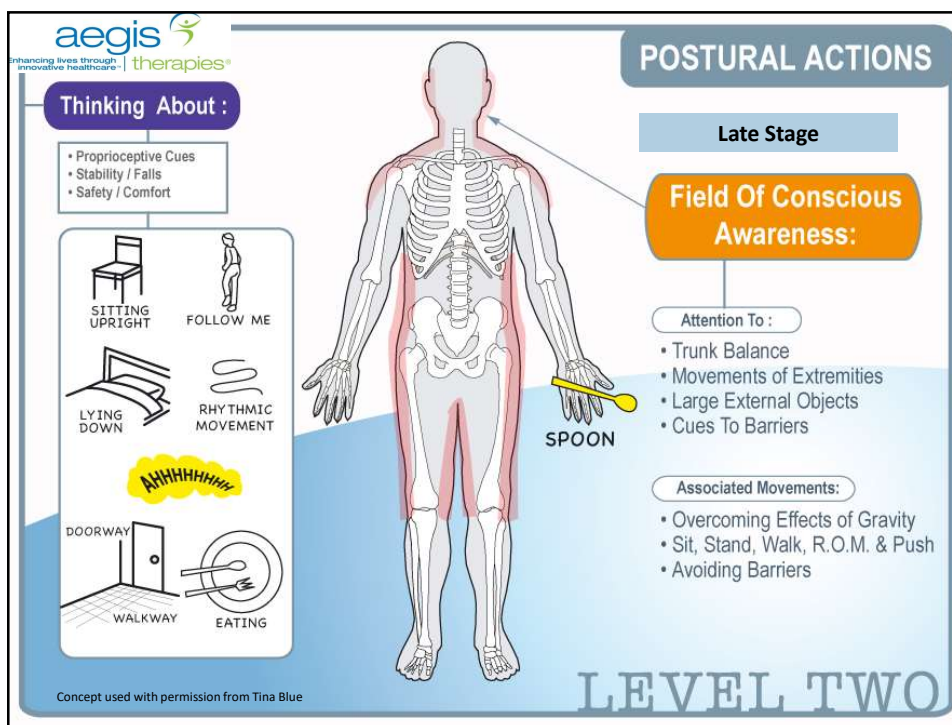 aegis
therapies®
Enhancing lives through
innovative healthcare™
POSTURAL ACTIONS
Late Stage
Thinking About :
• Proprioceptive Cues
• Stability / Falls
• Safety / Comfort
SITTING
UPRIGHT
FOLLOW ME
LYING
DOWN
RHYTHMIC
MOVEMENT
AHHHHHHHH
DOORWAY
WALKWAY
EATING
SPOON
Field Of Conscious
Awareness:
Attention To :
• Trunk Balance
• Movements of Extremities
• Large External Objects
• Cues To Barriers
Associated Movements:
• Overcoming Effects of Gravity
• Sit, Stand, Walk, R.O.M. & Push
• Avoiding Barriers
Concept used with permission from Tina Blue
LEVEL TWO